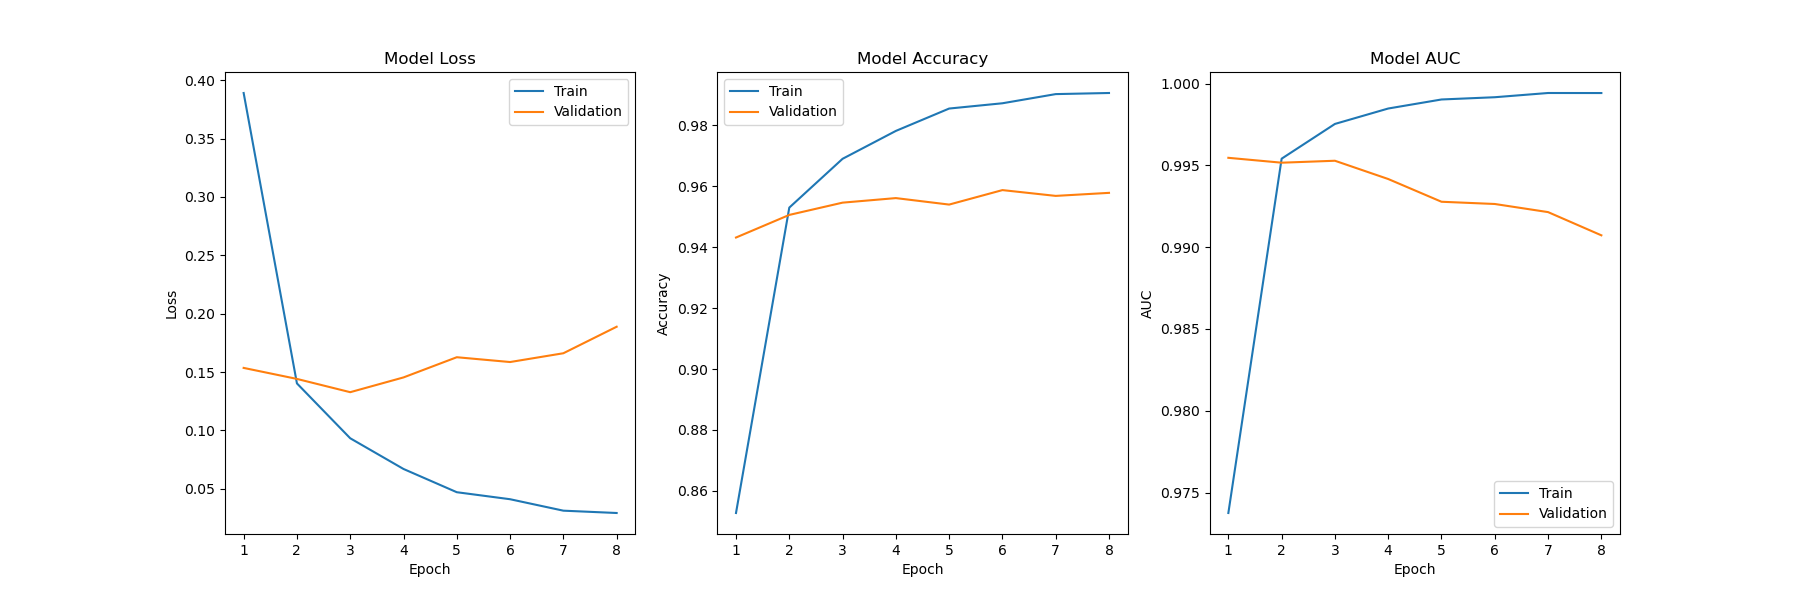 Model Loss
0.40
0.35
0.30
0.25
0.20
0.15
0.10
0.05
Loss
Train
Validation
1 2 3 4 5 6 7 8
Epoch
Model Accuracy
0.98
0.96
0.94
0.92
0.90
0.88
0.86
Accuracy
Train
Validation
1 2 3 4 5 6 7 8
Epoch
Model AUC
1.000
0.995
0.990
0.985
0.980
0.975
AUC
Train
Validation
1 2 3 4 5 6 7 8
Epoch